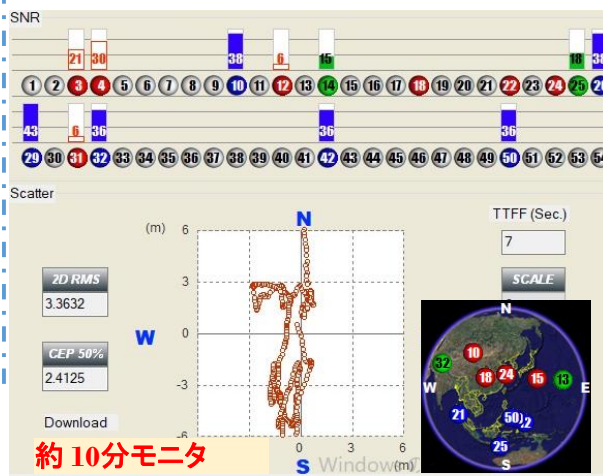 SNR
21 30 38 6 15 18 38
1 2 3 4 5 6 7 8 9 10 11 12 13 14 15 16 17 18 19 20 21 22 23 24 25
43 6 36 36 36
29 30 31 32 33 34 35 36 37 38 39 40 41 42 43 44 45 46 47 48 49 50 51 52 53 54
Scatter
TTFF (Sec.)
7
(m)
N
6
3
0
-3
-6
0 3 6
(m)
W
S
2D RMS
3.3632
SCALE
CEP 50%
2.4125
Download
約 10分モニタ
Window
N
32 10 18 24 15 13
W E
21 50
25
S